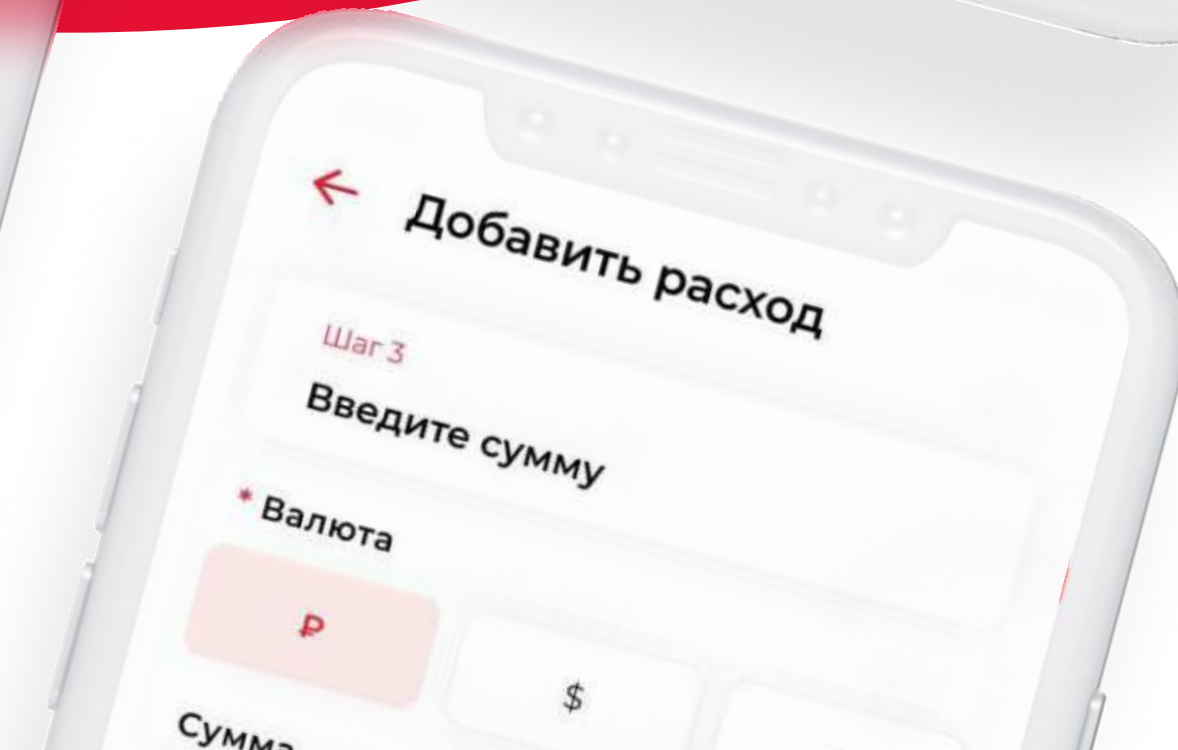 Добавить расход
Шаг 3
Введите сумму
* Валюта
₽
$
Сумма